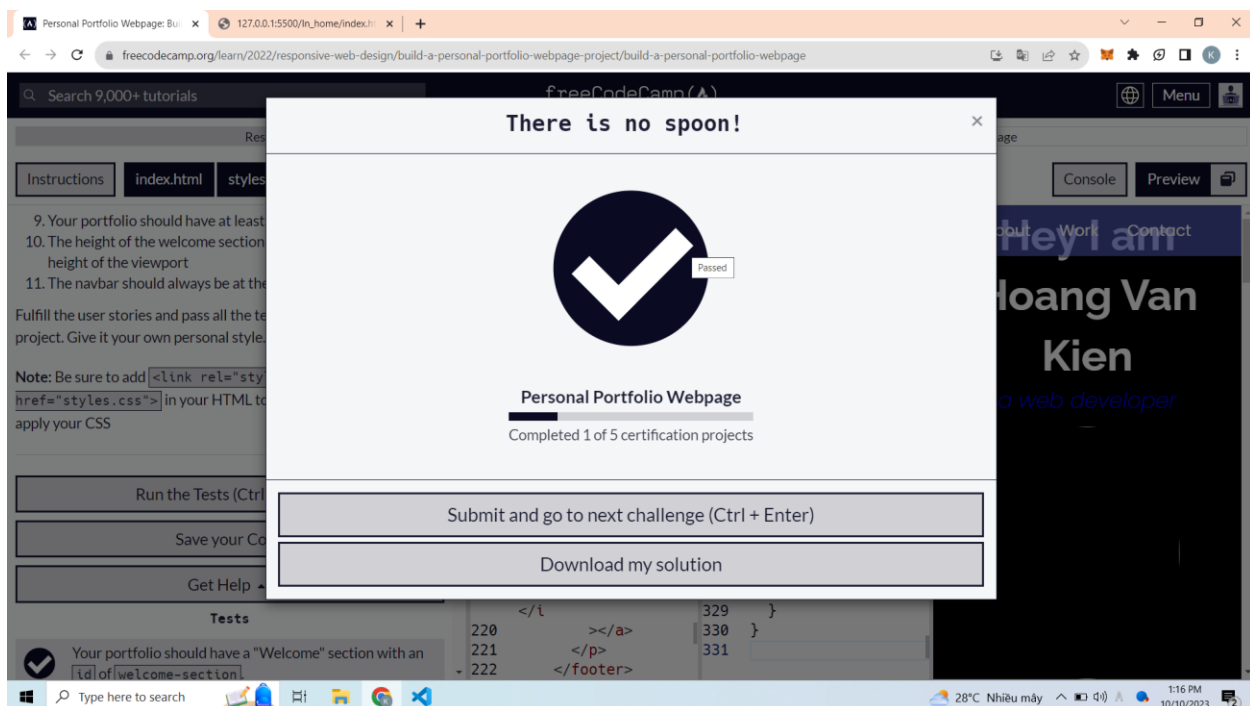 Personal Portfolio Webpage: Bui
127.0.0.1:5500/ln_home/index.ht
freecodecamp.org/learn/2022/responsive-web-design/build-a-personal-portfolio-webpage-project/build-a-personal-portfolio-webpage
K
Search 9,000+ tutorials
freeCodeCamp
Menu
There is no spoon!
×
Res
age
Instructions
index.html
styles
Console
Preview
9. Your portfolio should have at least
10. The height of the welcome section
height of the viewport
11. The navbar should always be at the
Fulfill the user stories and pass all the te
project. Give it your own personal style.
Note: Be sure to add <link rel="sty
href="styles.css"> in your HTML to
apply your CSS
Run the Tests (Ctrl
Save your Co
Get Help
Tests
Your portfolio should have a "Welcome" section with an
id of welcome-section.
Passed
Personal Portfolio Webpage
Completed 1 of 5 certification projects
Submit and go to next challenge (Ctrl + Enter)
Download my solution
</i
220 ></a>
221 </p>
222 </footer>
329 }
330 }
331
bout Work Contact
Hey I am
Hoang Van
Kien
a web developer
Type here to search
28°C Nhiều mây
1:16 PM
10/10/2023
2